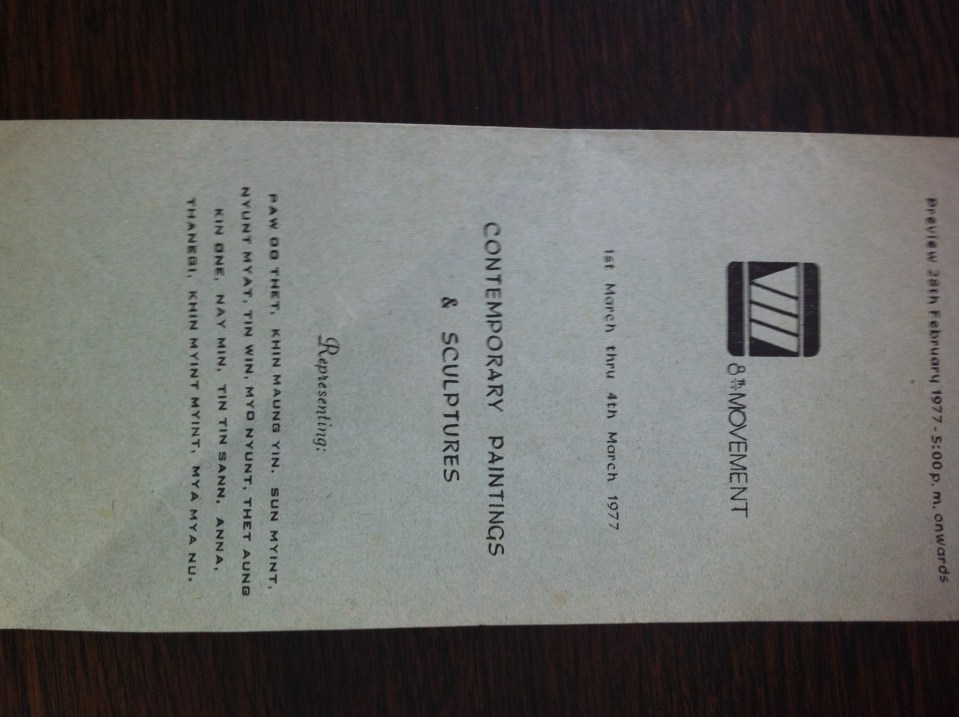 Preview 28th February 1977 - 5:00 p.m. onwards
8th MOVEMENT
1st March thru 4th March 1977
CONTEMPORARY PAINTINGS
& SCULPTURES
Representing:
PAW OO THET, KHIN MAUNG YIN, SUN MYINT,
NYUNT MYAT, TIN WIN, MYO NYUNT, THET AUNG
KIN ONE, NAY MIN, TIN TIN SANN, ANNA,
THANEGI, KHIN MYINT MYINT, MYA MYA NU.